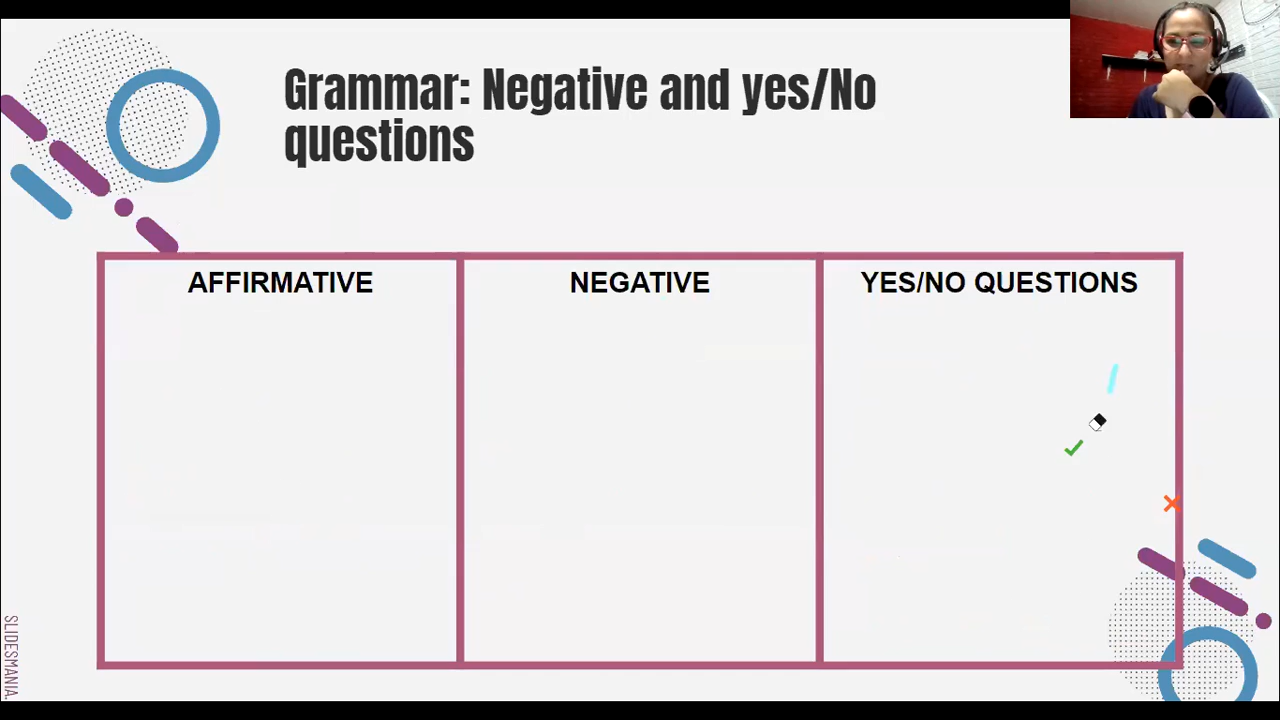 Grammar: Negative and yes/No
questions
AFFIRMATIVE
NEGATIVE
YES/NO QUESTIONS
SLIDESMANIA.